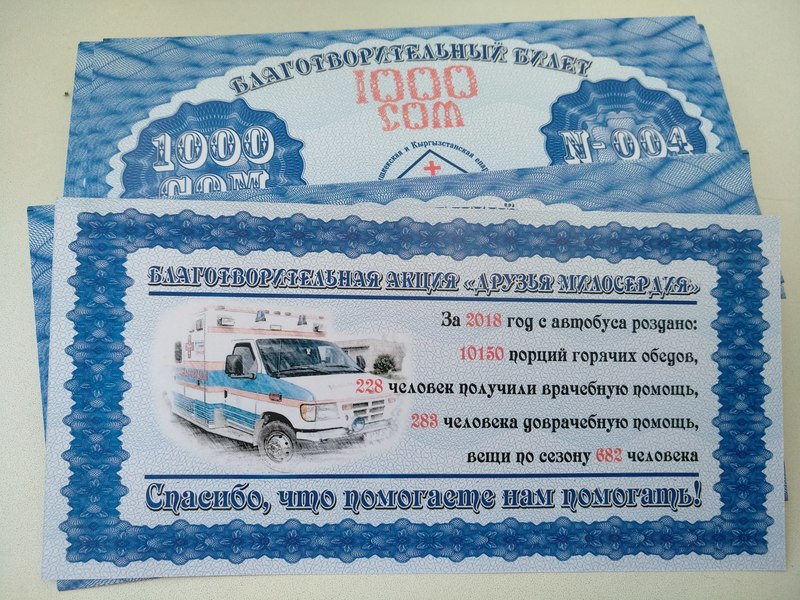 БЛАГОТВОРИТЕЛЬНЫЙ БИЛЕТ
1000
СОМ
1000
СОМ
N-004
и Кыргызстанская
БЛАГОТВОРИТЕЛЬНАЯ АКЦИЯ «ДРУЗЬЯ МИЛОСЕРДИЯ»
За 2018 год с автобуса роздано:
10150 порций горячих обедов,
228 человек получили врачебную помощь,
283 человека доврачебную помощь,
вещи по сезону 682 человека
Спасибо, что помогаете нам помогать!